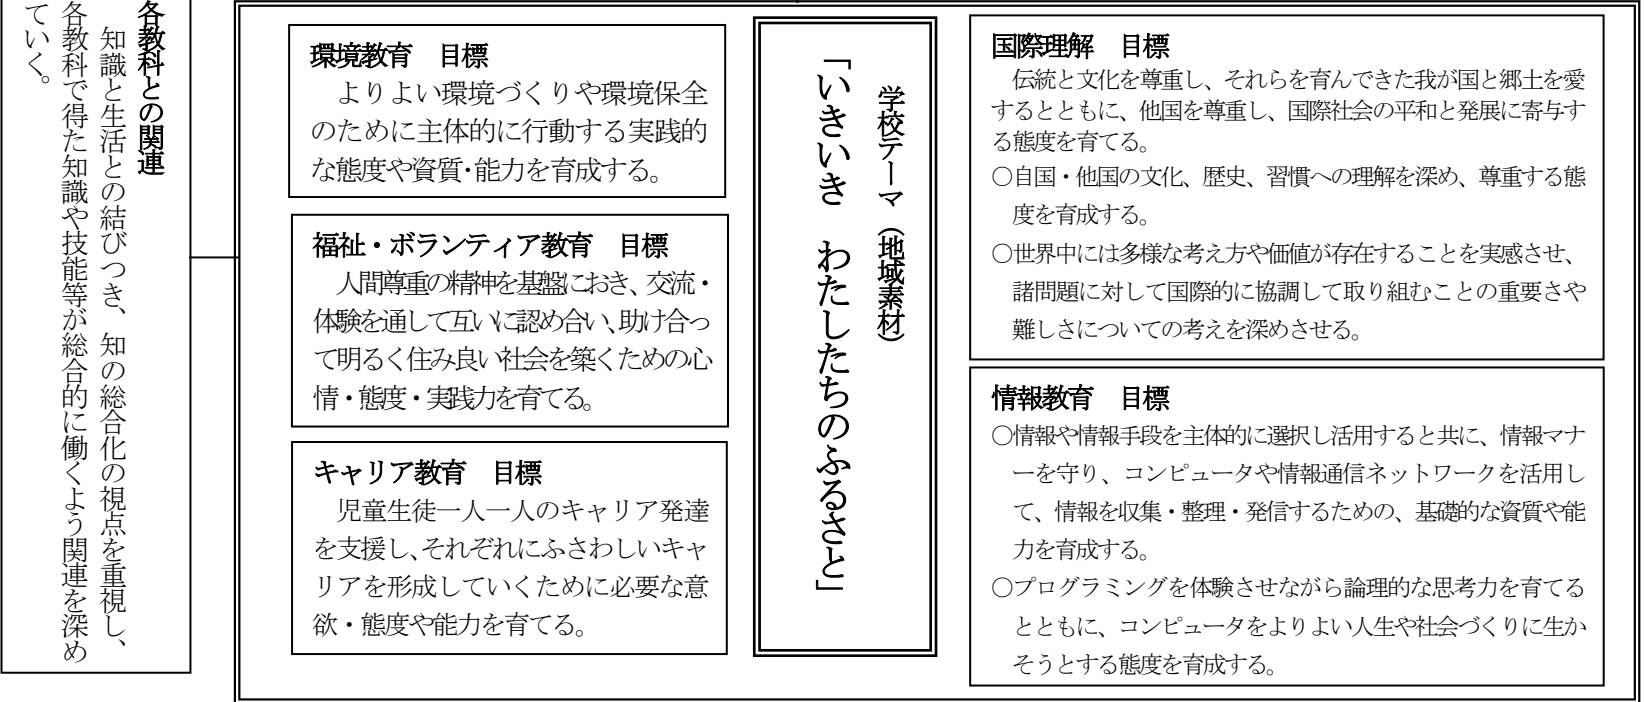 各教科との関連
知識と生活との結びつき、知の総合化の視点を重視し、
各教科で得た知識や技能等が総合的に働くよう関連を深め
ていく。
環境教育　目標
よりよい環境づくりや環境保全
のために主体的に行動する実践的
な態度や資質・能力を育成する。
福祉・ボランティア教育　目標
人間尊重の精神を基盤におき、交流・
体験を通して互いに認め合い、助け合っ
て明るく住み良い社会を築くための心
情・態度・実践力を育てる。
キャリア教育　目標
児童生徒一人一人のキャリア発達
を支援し、それぞれにふさわしいキャ
リアを形成していくために必要な意
欲・態度や能力を育てる。
学校テーマ（地域素材）
「いきいき　わたしたちのふるさと」
国際理解　目標
伝統と文化を尊重し、それらを育んできた我が国と郷土を愛
するとともに、他国を尊重し、国際社会の平和と発展に寄与す
る態度を育てる。
○自国・他国の文化、歴史、習慣への理解を深め、尊重する態
度を育成する。
○世界中には多様な考え方や価値が存在することを実感させ、
諸問題に対して国際的に協調して取り組むことの重要さや
難しさについての考えを深めさせる。
情報教育　目標
○情報や情報手段を主体的に選択し活用すると共に、情報マナ
ーを守り、コンピュータや情報通信ネットワークを活用し
て、情報を収集・整理・発信するための、基礎的な資質や能
力を育成する。
○プログラミングを体験させながら論理的な思考力を育てる
とともに、コンピュータをよりよい人生や社会づくりに生か
そうとする態度を育成する。